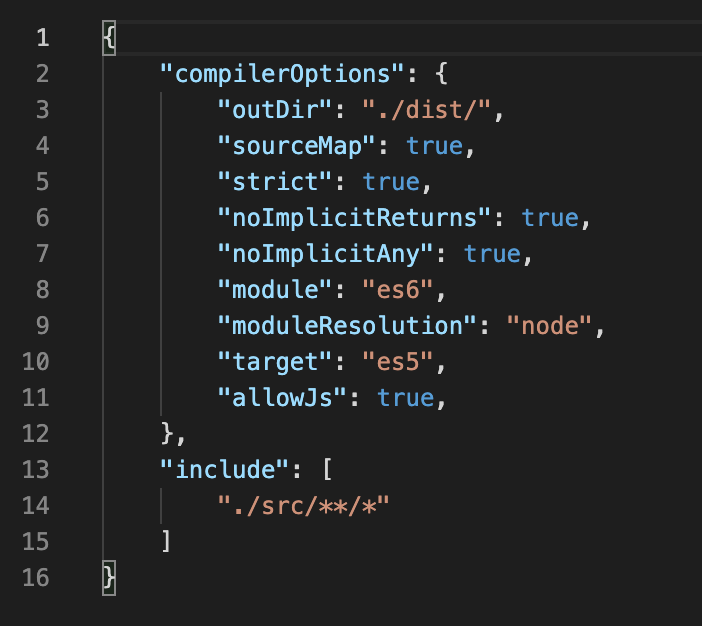 1 {
2     "compilerOptions": {
3         "outDir": "./dist/",
4         "sourceMap": true,
5         "strict": true,
6         "noImplicitReturns": true,
7         "noImplicitAny": true,
8         "module": "es6",
9         "moduleResolution": "node",
10         "target": "es5",
11         "allowJs": true,
12     },
13     "include": [
14         "./src/**/*"
15     ]
16 }